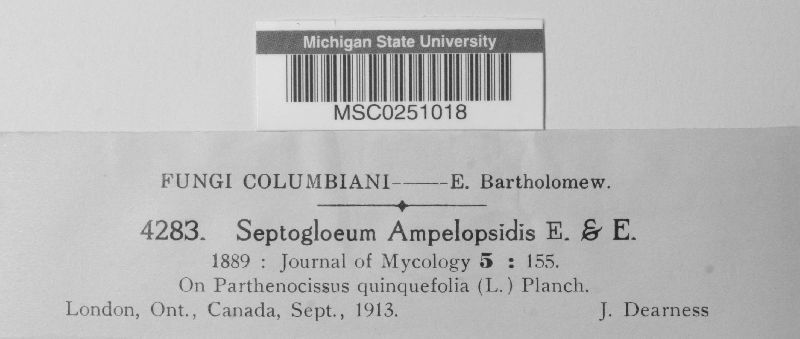 Michigan State University
MSC0251018
FUNGI COLUMBIANI——E. Bartholomew.
4283. Septogloeum Ampelopsidis E. & E.
1889 : Journal of Mycology 5 : 155.
On Parthenocissus quinquefolia (L.) Planch.
London, Ont., Canada, Sept., 1913. J. Dearness